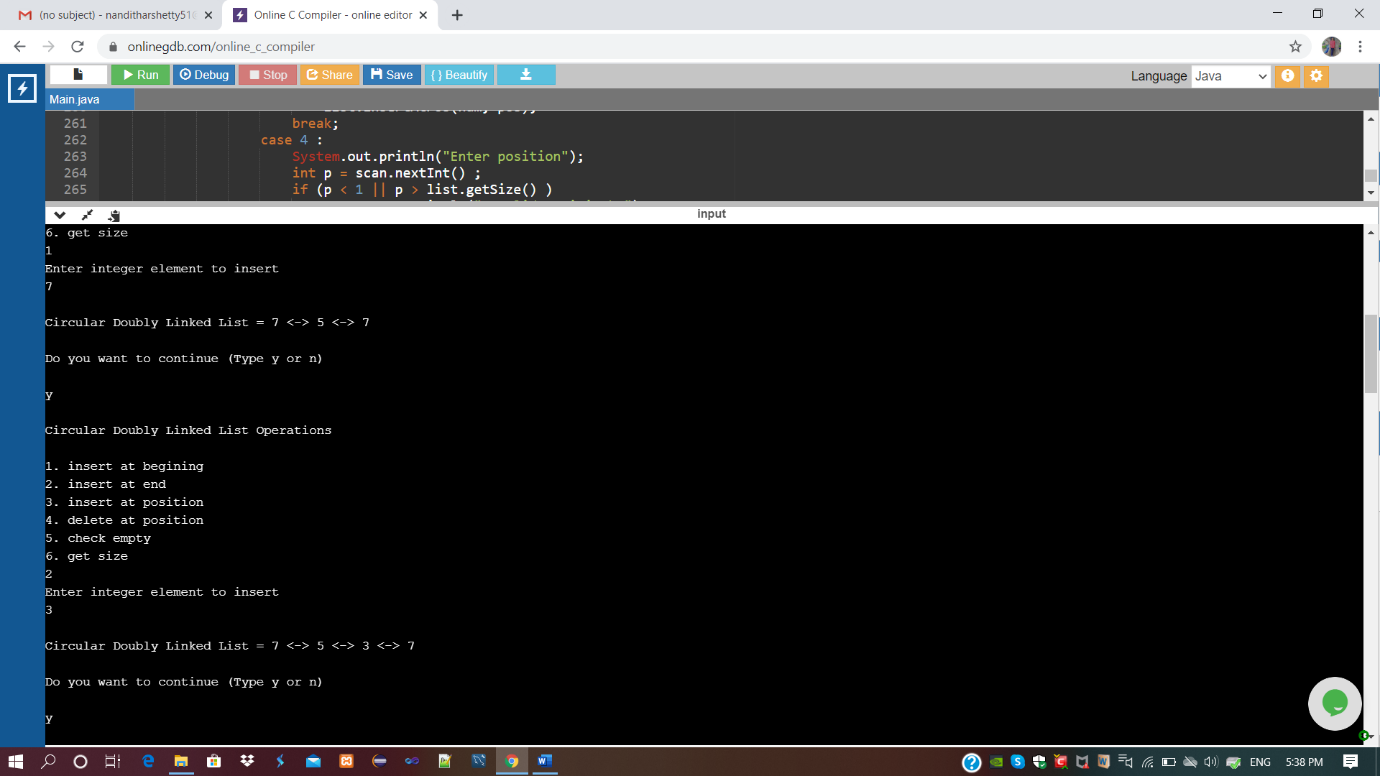 (no subject) - nanditharshetty51
Online C Compiler - online editor
onlinegdb.com/online_c_compiler
Run
Debug
Stop
Share
Save
{ } Beautify
Language Java
Main.java
261 break;
262 case 4 :
263 System.out.println("Enter position");
264 int p = scan.nextInt() ;
265 if (p < 1 || p > list.getSize() )
input
6. get size
1
Enter integer element to insert
7
Circular Doubly Linked List = 7 <-> 5 <-> 7
Do you want to continue (Type y or n)
y
Circular Doubly Linked List Operations
1. insert at begining
2. insert at end
3. insert at position
4. delete at position
5. check empty
6. get size
2
Enter integer element to insert
3
Circular Doubly Linked List = 7 <-> 5 <-> 3 <-> 7
Do you want to continue (Type y or n)
y
ENG
5:38 PM